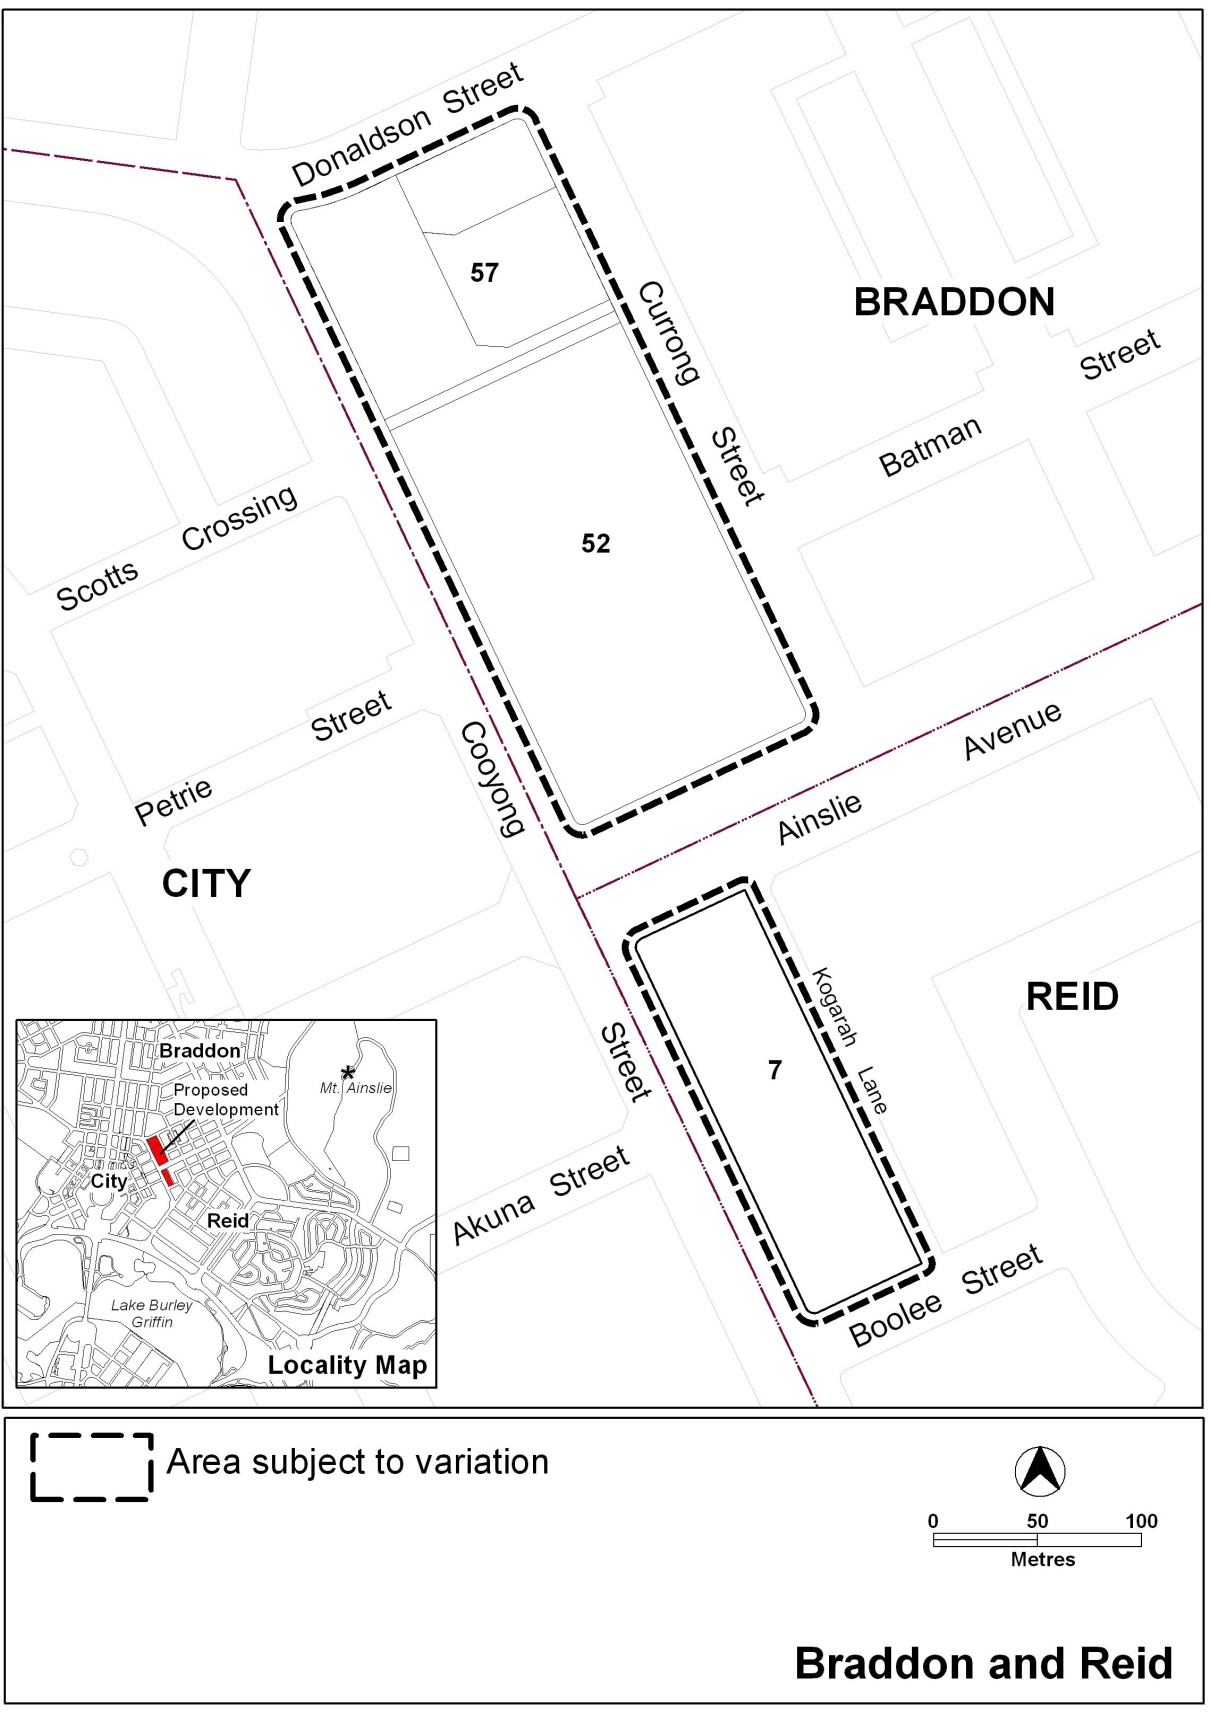 Donaldson Street
57
Currong Street
BRADDON
Batman Street
52
Scotts Crossing
Petrie Street
Cooyong Street
Ainslie Avenue
CITY
REID
Kogarah Lane
7
Akuna Street
Boolee Street
Braddon
Proposed
Development
Mt. Ainslie
City
Reid
Lake Burley
Griffin
Locality Map
Area subject to variation
0 50 100
Metres
Braddon and Reid